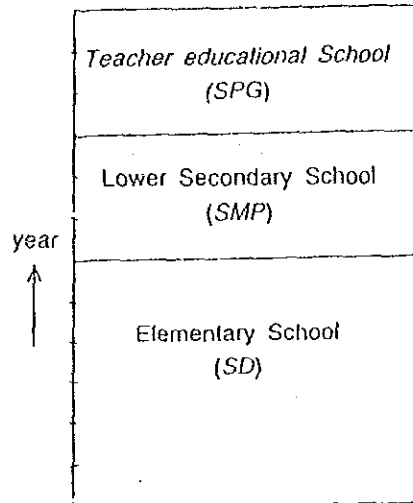 Teacher educational School
(SPG)
Lower Secondary School
(SMP)
year
Elementary School
(SD)